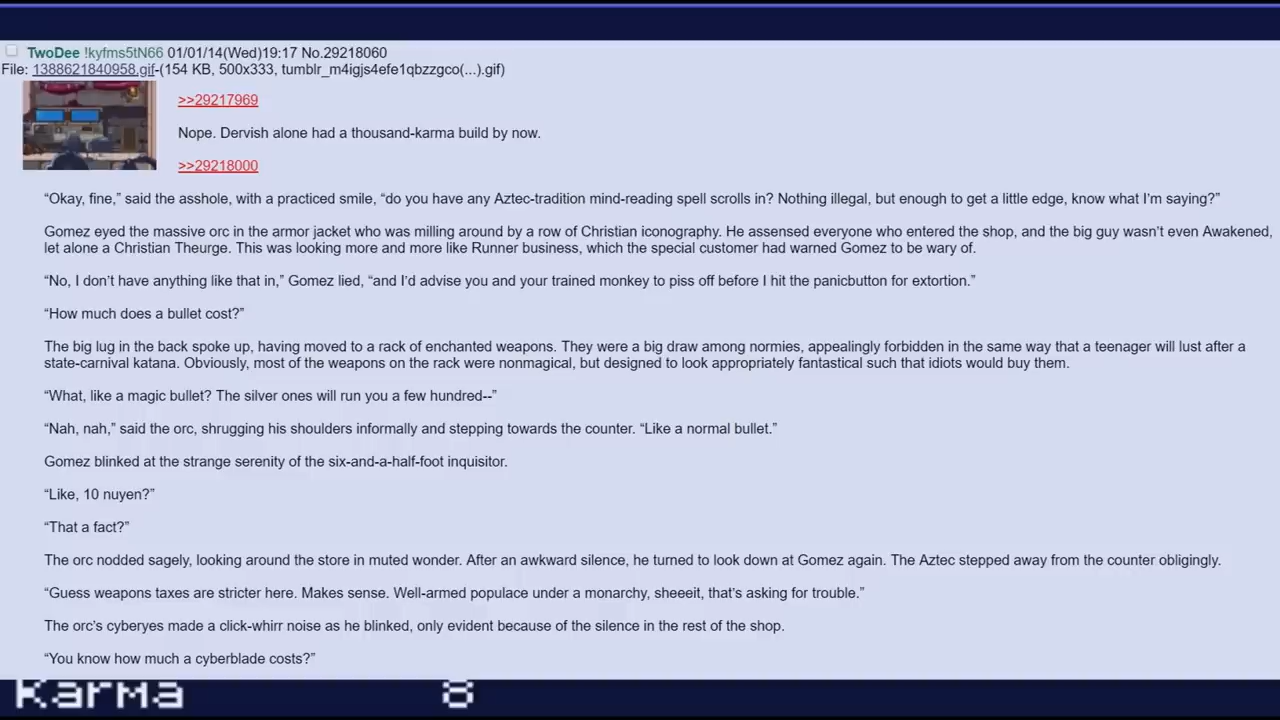 TwoDee !kyfms5tN66 01/01/14(Wed)19:17 No.29218060
File: 1388621840958.gif-(154 KB, 500x333, tumblr_m4igjs4efe1qbzzgco(...).gif)
>>29217969
Nope. Dervish alone had a thousand-karma build by now.
>>29218000
“Okay, fine,” said the asshole, with a practiced smile, “do you have any Aztec-tradition mind-reading spell scrolls in? Nothing illegal, but enough to get a little edge, know what I’m saying?”
Gomez eyed the massive orc in the armor jacket who was milling around by a row of Christian iconography. He assensed everyone who entered the shop, and the big guy wasn’t even Awakened,
let alone a Christian Theurge. This was looking more and more like Runner business, which the special customer had warned Gomez to be wary of.
“No, I don’t have anything like that in,” Gomez lied, “and I’d advise you and your trained monkey to piss off before I hit the panicbutton for extortion.”
“How much does a bullet cost?”
The big lug in the back spoke up, having moved to a rack of enchanted weapons. They were a big draw among normies, appealingly forbidden in the same way that a teenager will lust after a
state-carnival katana. Obviously, most of the weapons on the rack were nonmagical, but designed to look appropriately fantastical such that idiots would buy them.
“What, like a magic bullet? The silver ones will run you a few hundred--”
“Nah, nah,” said the orc, shrugging his shoulders informally and stepping towards the counter. “Like a normal bullet.”
Gomez blinked at the strange serenity of the six-and-a-half-foot inquisitor.
“Like, 10 nuyen?”
“That a fact?”
The orc nodded sagely, looking around the store in muted wonder. After an awkward silence, he turned to look down at Gomez again. The Aztec stepped away from the counter obligingly.
“Guess weapons taxes are stricter here. Makes sense. Well-armed populace under a monarchy, sheeeit, that’s asking for trouble.”
The orc’s cyberyes made a click-whirr noise as he blinked, only evident because of the silence in the rest of the shop.
“You know how much a cyberblade costs?”
Karma 8